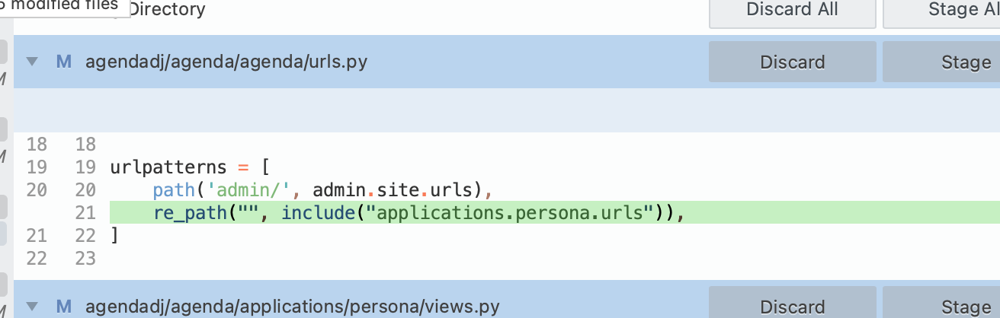 5 modified files
Directory
Discard All
Stage Al
M agendadj/agenda/agenda/urls.py
Discard
Stage
18 18
19 19 urlpatterns = [
20 20 path('admin/', admin.site.urls),
21 re_path("", include("applications.persona.urls")),
21 22 ]
22 23
M agendadj/agenda/applications/persona/views.py
Discard
Stage